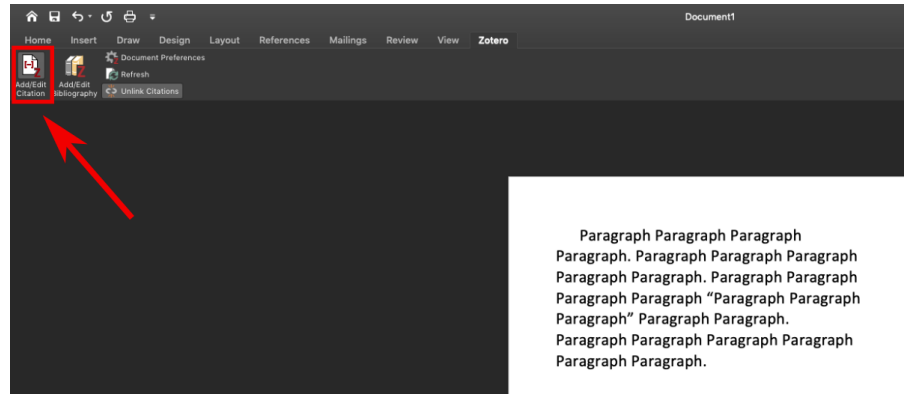 Document1
Home Insert Draw Design Layout References Mailings Review View Zotero
Add/Edit
Citation
Add/Edit
Bibliography
Document Preferences
Refresh
Unlink Citations
Paragraph Paragraph Paragraph
Paragraph. Paragraph Paragraph Paragraph
Paragraph Paragraph. Paragraph Paragraph
Paragraph Paragraph “Paragraph Paragraph
Paragraph” Paragraph Paragraph.
Paragraph Paragraph Paragraph Paragraph
Paragraph Paragraph.